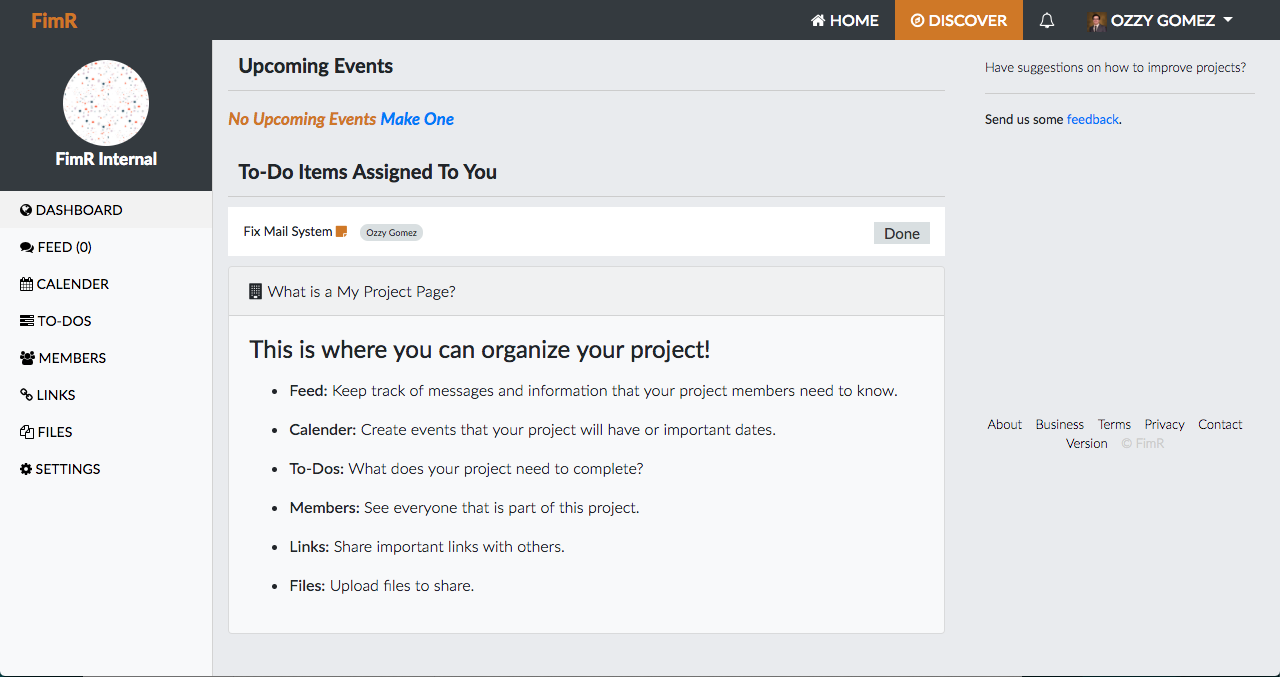 FimR
HOME
DISCOVER
OZZY GOMEZ
FimR Internal
DASHBOARD
FEED (0)
CALENDER
TO-DOS
MEMBERS
LINKS
FILES
SETTINGS
Upcoming Events
No Upcoming Events Make One
To-Do Items Assigned To You
Fix Mail System Ozzy Gomez Done
What is a My Project Page?
This is where you can organize your project!
Feed: Keep track of messages and information that your project members need to know.
Calender: Create events that your project will have or important dates.
To-Dos: What does your project need to complete?
Members: See everyone that is part of this project.
Links: Share important links with others.
Files: Upload files to share.
Have suggestions on how to improve projects?
Send us some feedback.
About Business Terms Privacy Contact
Version © FimR